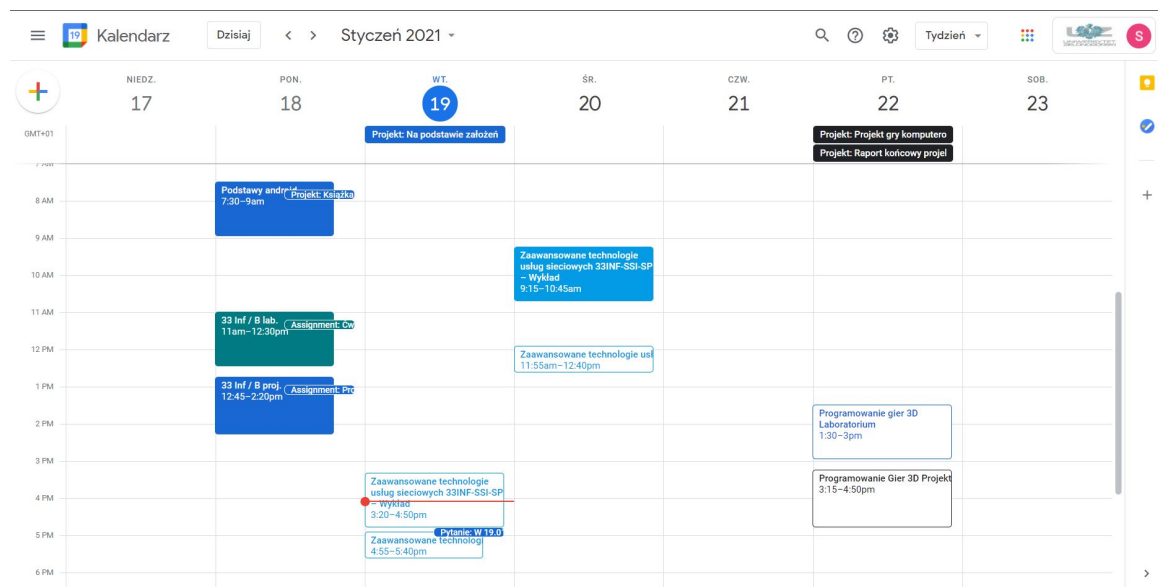 19 Kalendarz Dzisiaj Styczeń 2021 Tydzień S
NIEDZ. PON. WT. ŚR. CZW. PT. SOB.
17 18 19 20 21 22 23
GMT+01
Projekt: Na podstawie założeń
Projekt: Projekt gry komputero
Projekt: Raport końcowy projel
7 AM
8 AM
9 AM
10 AM
11 AM
12 PM
1 PM
2 PM
3 PM
4 PM
5 PM
6 PM
Podstawy android
7:30–9am
Projekt: Książka
33 Inf / B lab.
11am–12:30pm
Assignment: Cw
33 Inf / B proj.
12:45–2:20pm
Assignment: Pro
Zaawansowane technologie
usług sieciowych 33INF-SSI-SP
– Wykład
3:20–4:50pm
Pytanie: W 19.0
Zaawansowane technologi
4:55–5:40pm
Zaawansowane technologie
usług sieciowych 33INF-SSI-SP
– Wykład
9:15–10:45am
Zaawansowane technologie usł
11:55am–12:40pm
Programowanie gier 3D
Laboratorium
1:30–3pm
Programowanie Gier 3D Projekt
3:15–4:50pm